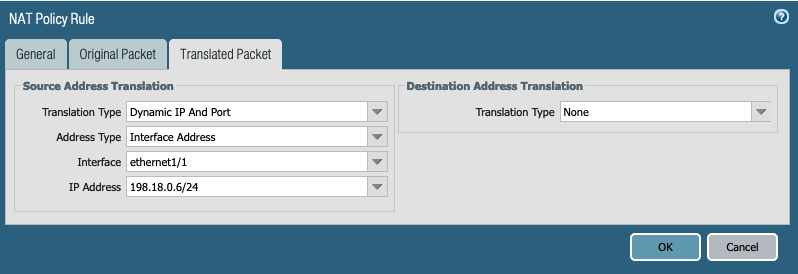 NAT Policy Rule
General Original Packet Translated Packet
Source Address Translation
Translation Type Dynamic IP And Port
Address Type Interface Address
Interface ethernet1/1
IP Address 198.18.0.6/24
Destination Address Translation
Translation Type None
OK Cancel